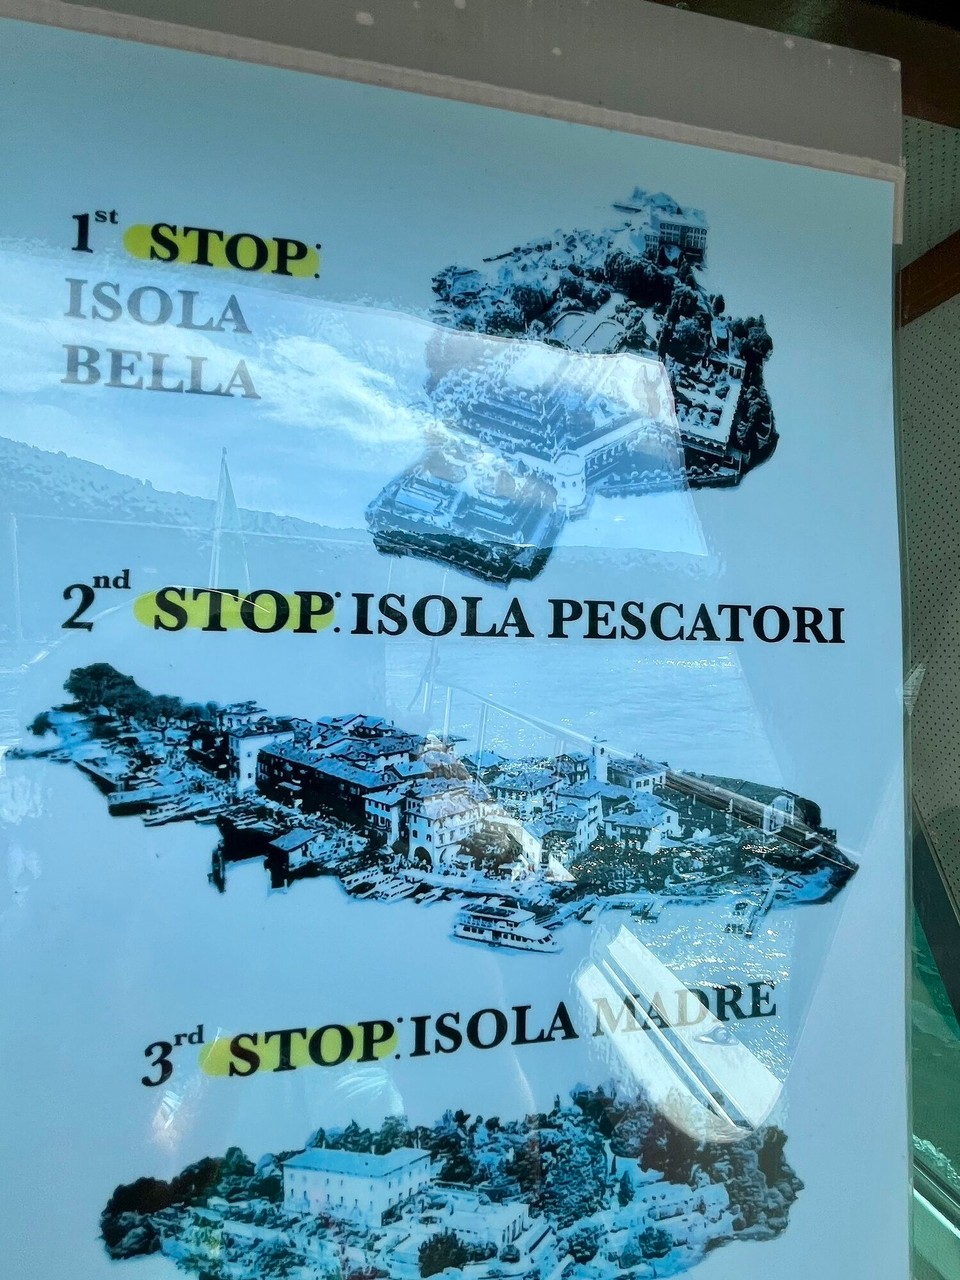 1st STOP:
ISOLA
BELLA
2nd STOP: ISOLA PESCATORI
3rd STOP: ISOLA MADRE